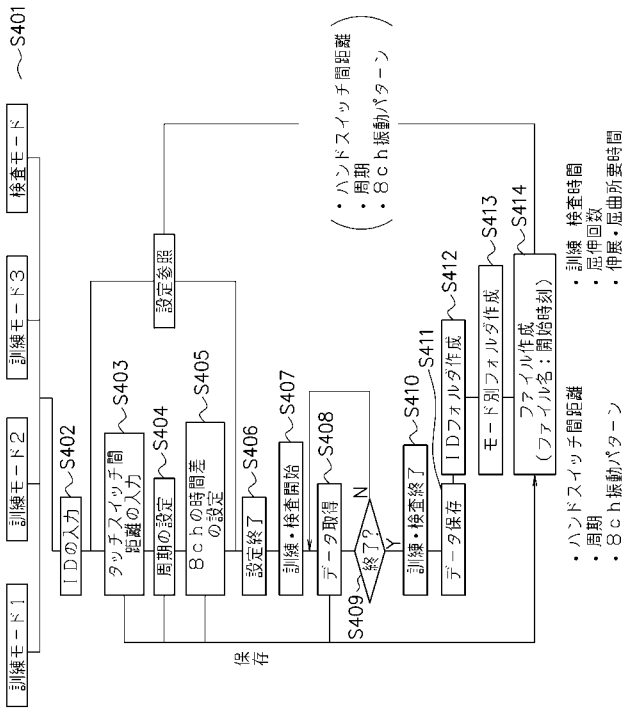 訓練モード1
訓練モード2
訓練モード3
検査モード
S401
IDの入力
S402
タッチスイッチ間
距離の入力
S403
周期の設定
S404
8chの時間差
の設定
S405
設定参照
設定終了
S406
訓練・検査開始
S407
データ取得
S408
終了?
N
Y
S409
訓練・検査終了
S410
データ保存
S411
IDフォルダ作成
S412
モード別フォルダ作成
S413
ファイル作成
(ファイル名:開始時刻)
S414
保存
・ハンドスイッチ間距離
・周期
・8ch振動パターン
・ハンドスイッチ間距離
・周期
・8ch振動パターン
・訓練 検査時間
・屈伸回数
・伸展・屈曲所要時間